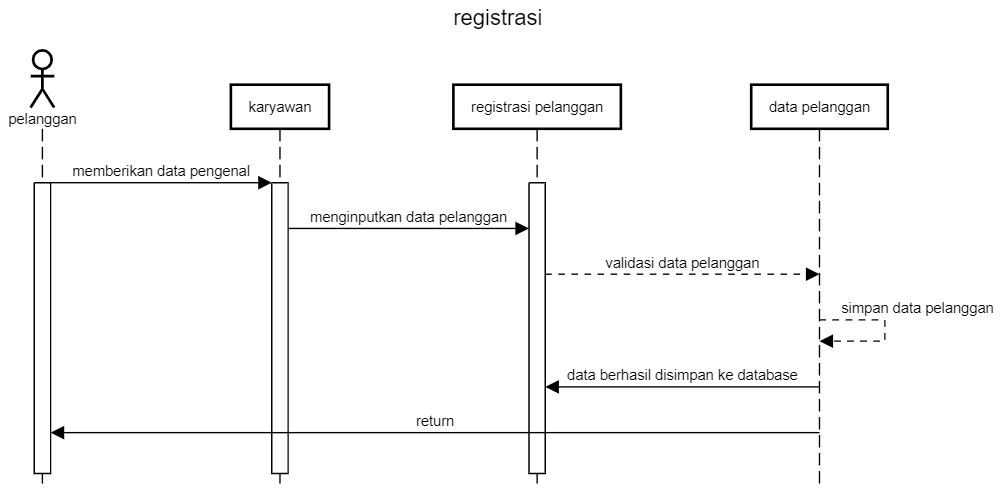 registrasi
pelanggan
karyawan
registrasi pelanggan
data pelanggan
memberikan data pengenal
menginputkan data pelanggan
validasi data pelanggan
simpan data pelanggan
data berhasil disimpan ke database
return